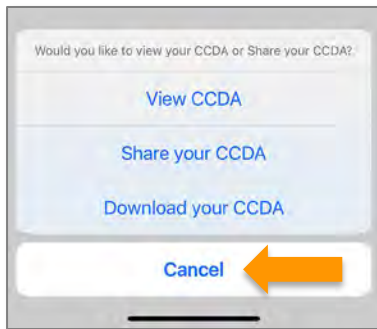 Would you like to view your CCDA or Share your CCDA?
View CCDA
Share your CCDA
Download your CCDA
Cancel